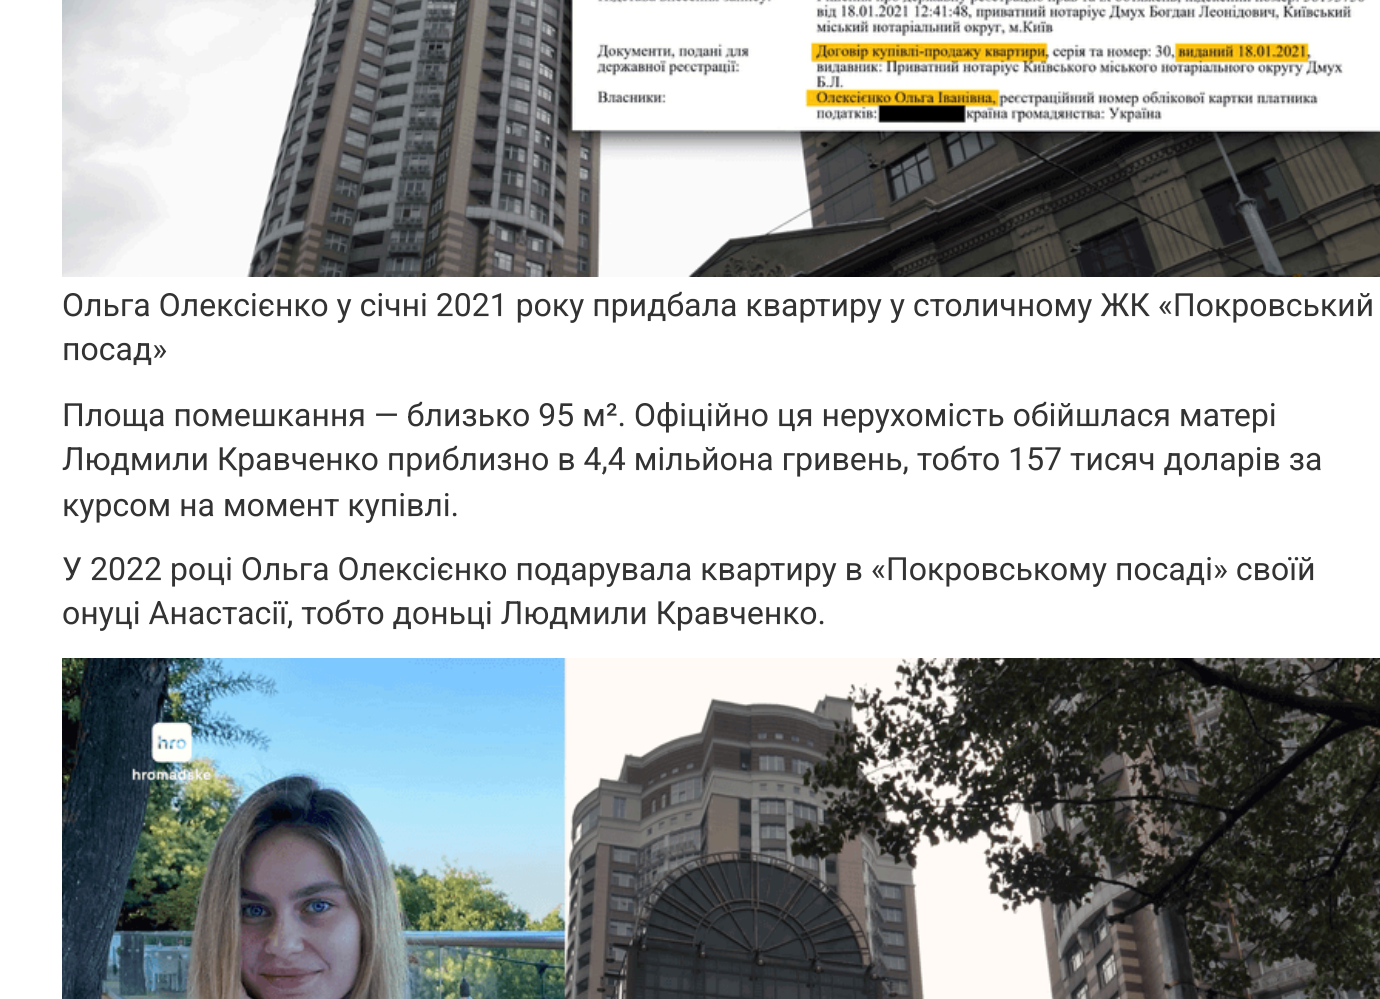 від 18.01.2021 12:41:48, приватний нотаріус Дмух Богдан Леонідович, Київський
міський нотаріальний округ, м.Київ
Документи, подані для
державної реєстрації:
Договір купівлі-продажу квартири, серія та номер: 30, виданий 18.01.2021,
видавник: Приватний нотаріус Київського міського нотаріального округу Дмух
Б.Л.
Власники:
Олексієнко Ольга Іванівна, реєстраційний номер облікової картки платника
податків: країна громадянства: Україна
Ольга Олексієнко у січні 2021 року придбала квартиру у столичному ЖК «Покровський
посад»
Площа помешкання — близько 95 м². Офіційно ця нерухомість обійшлася матері
Людмили Кравченко приблизно в 4,4 мільйона гривень, тобто 157 тисяч доларів за
курсом на момент купівлі.
У 2022 році Ольга Олексієнко подарувала квартиру в «Покровському посаді» своїй
онуці Анастасії, тобто доньці Людмили Кравченко.
hro
hromadske